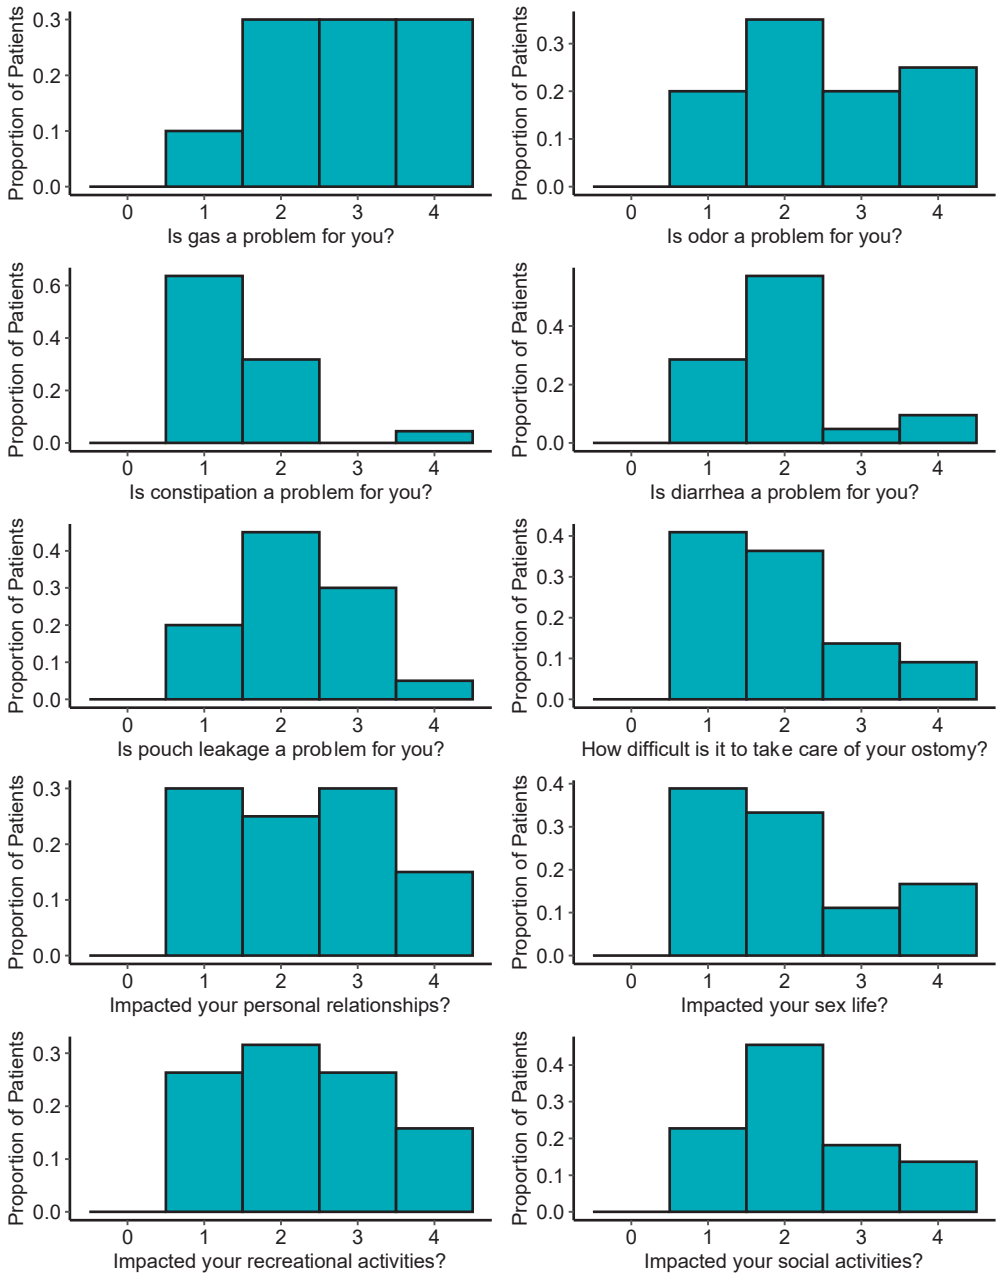 Proportion of Patients
0.3
0.2
0.1
0.0
0 1 2 3 4
Is gas a problem for you?
Proportion of Patients
0.3
0.2
0.1
0.0
0 1 2 3 4
Is odor a problem for you?
Proportion of Patients
0.6
0.4
0.2
0.0
0 1 2 3 4
Is constipation a problem for you?
Proportion of Patients
0.4
0.2
0.0
0 1 2 3 4
Is diarrhea a problem for you?
Proportion of Patients
0.4
0.3
0.2
0.1
0.0
0 1 2 3 4
Is pouch leakage a problem for you?
Proportion of Patients
0.4
0.3
0.2
0.1
0.0
0 1 2 3 4
How difficult is it to take care of your ostomy?
Proportion of Patients
0.3
0.2
0.1
0.0
0 1 2 3 4
Impacted your personal relationships?
Proportion of Patients
0.4
0.3
0.2
0.1
0.0
0 1 2 3 4
Impacted your sex life?
Proportion of Patients
0.3
0.2
0.1
0.0
0 1 2 3 4
Impacted your recreational activities?
Proportion of Patients
0.4
0.3
0.2
0.1
0.0
0 1 2 3 4
Impacted your social activities?